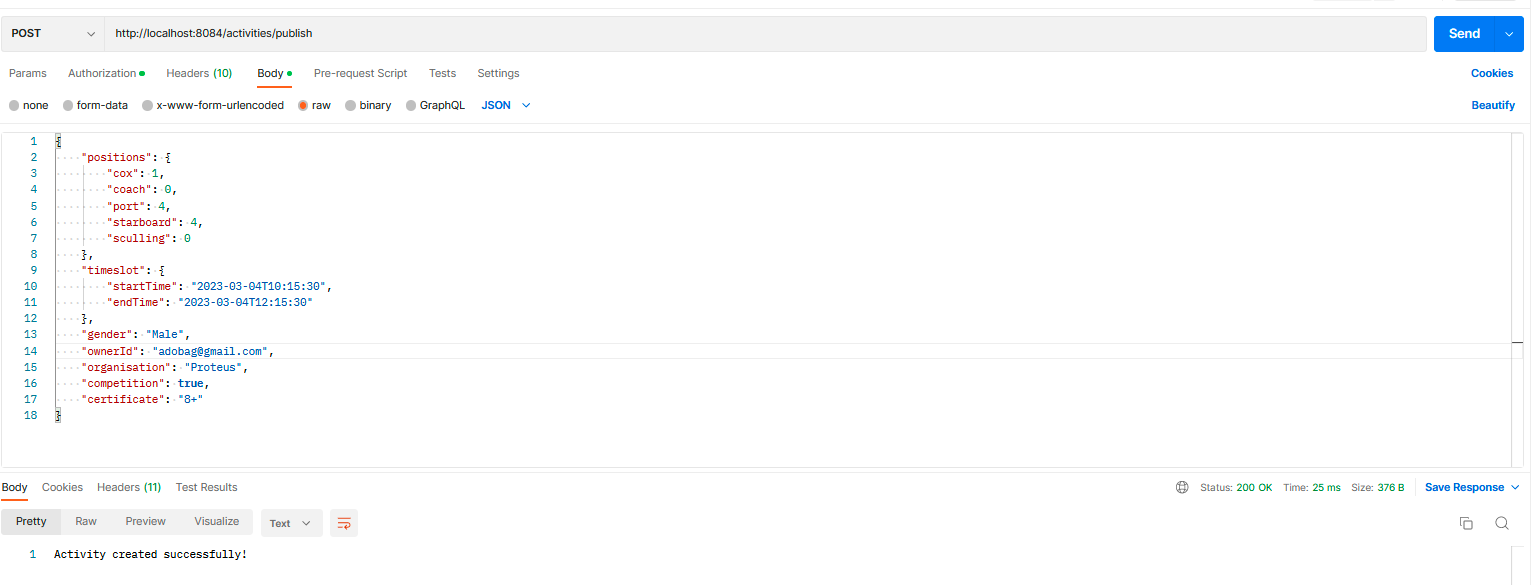 POST http://localhost:8084/activities/publish Send
Params Authorization Headers (10) Body Pre-request Script Tests Settings Cookies
none form-data x-www-form-urlencoded raw binary GraphQL JSON Beautify
1 {
2 "positions": {
3 "cox": 1,
4 "coach": 0,
5 "port": 4,
6 "starboard": 4,
7 "sculling": 0
8 },
9 "timeslot": {
10 "startTime": "2023-03-04T10:15:30",
11 "endTime": "2023-03-04T12:15:30"
12 },
13 "gender": "Male",
14 "ownerId": "adobag@gmail.com",
15 "organisation": "Proteus",
16 "competition": true,
17 "certificate": "8+"
18 }
Body Cookies Headers (11) Test Results Status: 200 OK Time: 25 ms Size: 376 B Save Response
Pretty Raw Preview Visualize Text
1 Activity created successfully!